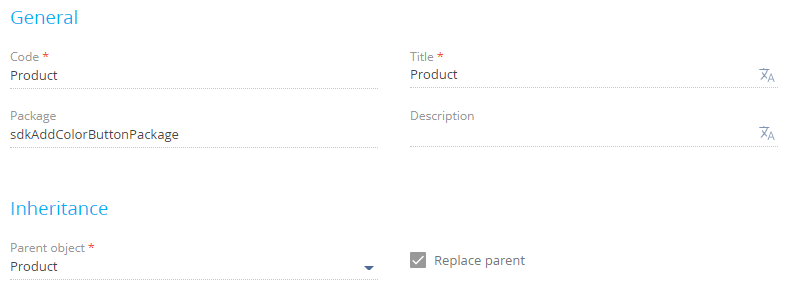 General
Code *
Title *
Product
Product
Package
Description
sdkAddColorButtonPackage
Inheritance
Parent object *
Product
Replace parent